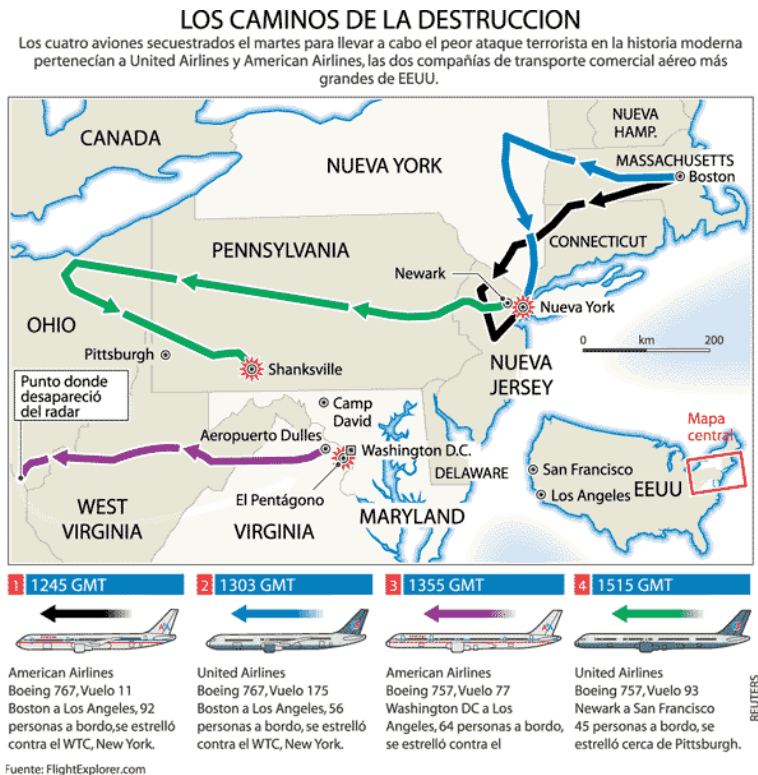 LOS CAMINOS DE LA DESTRUCCION
Los cuatro aviones secuestrados el martes para llevar a cabo el peor ataque terrorista en la historia moderna
pertenecían a United Airlines y American Airlines, las dos compañías de transporte comercial aéreo más
grandes de EEUU.
CANADA
NUEVA YORK
NUEVA
HAMP.
MASSACHUSETTS
Boston
CONNECTICUT
PENNSYLVANIA
Newark
Nueva York
0 km 200
OHIO
Pittsburgh
Shanksville
NUEVA
JERSEY
Punto donde
desapareció
del radar
Camp
David
Mapa
central
Aeropuerto Dulles
Washington D.C.
DELAWARE
San Francisco
Los Angeles
EEUU
El Pentágono
WEST
VIRGINIA
VIRGINIA
MARYLAND
1 1245 GMT
American Airlines
Boeing 767, Vuelo 11
Boston a Los Angeles, 92
personas a bordo, se estrelló
contra el WTC, New York.
2 1303 GMT
United Airlines
Boeing 767, Vuelo 175
Boston a Los Angeles, 56
personas a bordo, se estrelló
contra el WTC, New York.
3 1355 GMT
American Airlines
Boeing 757, Vuelo 77
Washington DC a Los
Angeles, 64 personas a bordo,
se estrelló contra el
4 1515 GMT
United Airlines
Boeing 757, Vuelo 93
Newark a San Francisco
45 personas a bordo, se
estrelló cerca de Pittsburgh.
REUTERS
Fuente: FlightExplorer.com